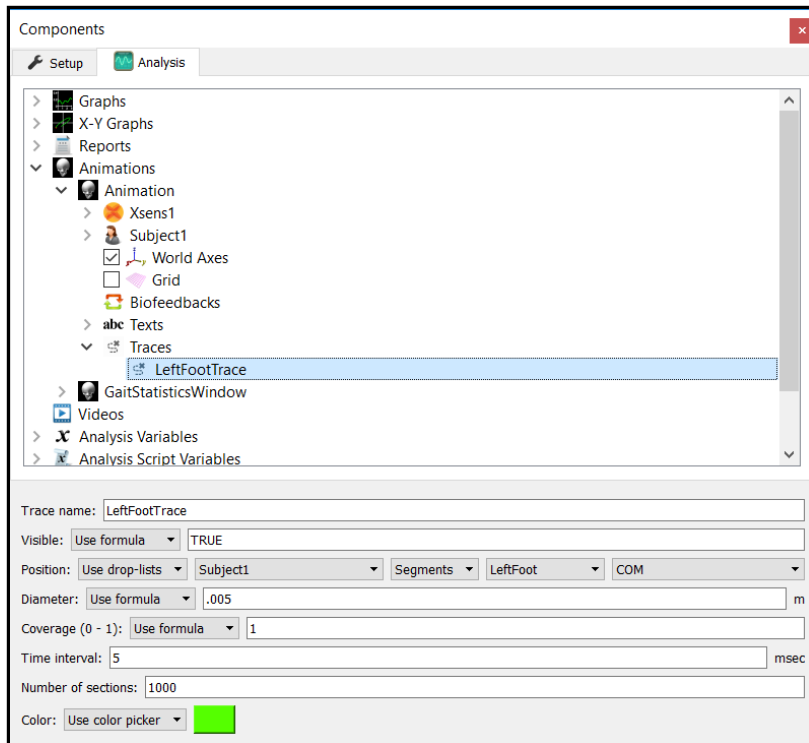 Components
Setup Analysis
Graphs
X-Y Graphs
Reports
Animations
Animation
Xsens1
Subject1
World Axes
Grid
Biofeedbacks
abc Texts
Traces
LeftFootTrace
GaitStatisticsWindow
Videos
x Analysis Variables
x Analysis Script Variables
Trace name: LeftFootTrace
Visible: Use formula TRUE
Position: Use drop-lists Subject1 Segments LeftFoot COM
Diameter: Use formula .005 m
Coverage (0 - 1): Use formula 1
Time interval: 5 msec
Number of sections: 1000
Color: Use color picker